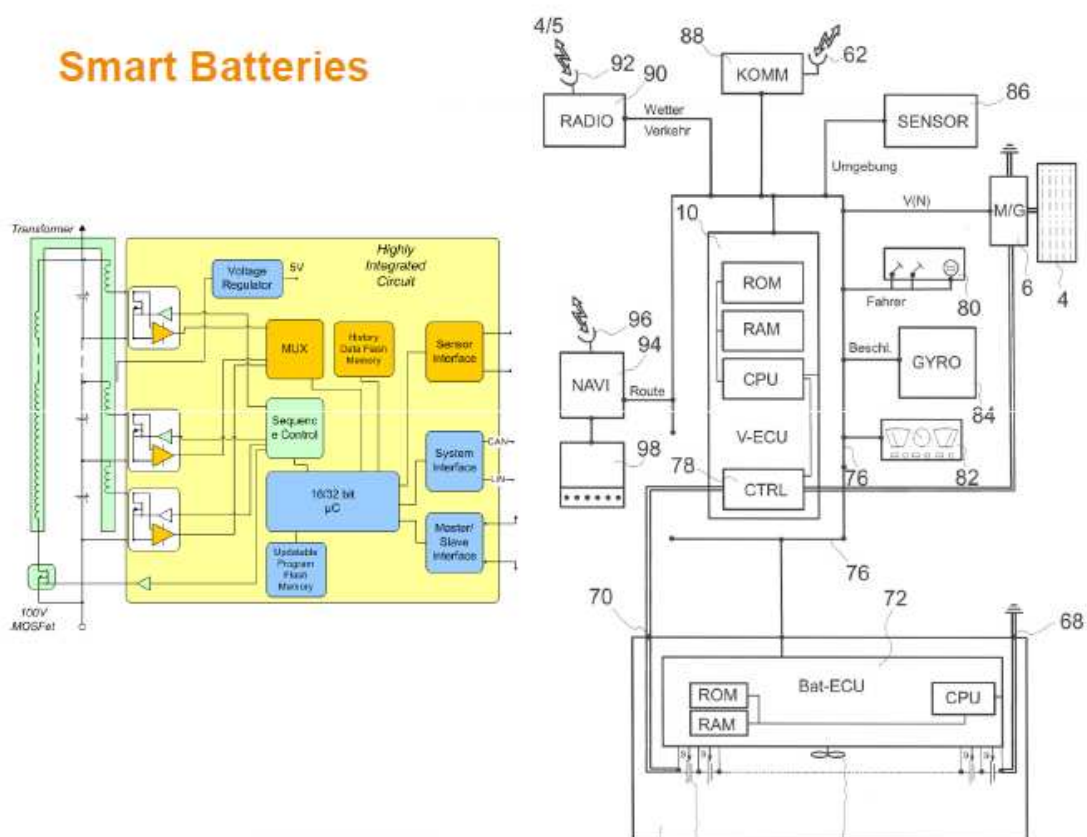 Smart Batteries
Transformer
Highly
Integrated
Circuit
Voltage
Regulator
5V
MUX
History
Data Flash
Memory
Sensor
Interface
Sequenc
e Control
System
Interface
CAN
LIN
16/32 bit
µC
Master/
Slave
Interface
Updatable
Program
Flash
Memory
100V
MOSFet
4/5
92
90
RADIO
Wetter
Verkehr
88
KOMM
62
86
SENSOR
Umgebung
V(N)
M/G
6
4
10
ROM
RAM
CPU
V-ECU
78
CTRL
Fahrer
80
Beschl.
GYRO
84
76
82
96
94
NAVI
Route
98
76
70
72
68
Bat-ECU
ROM
RAM
CPU